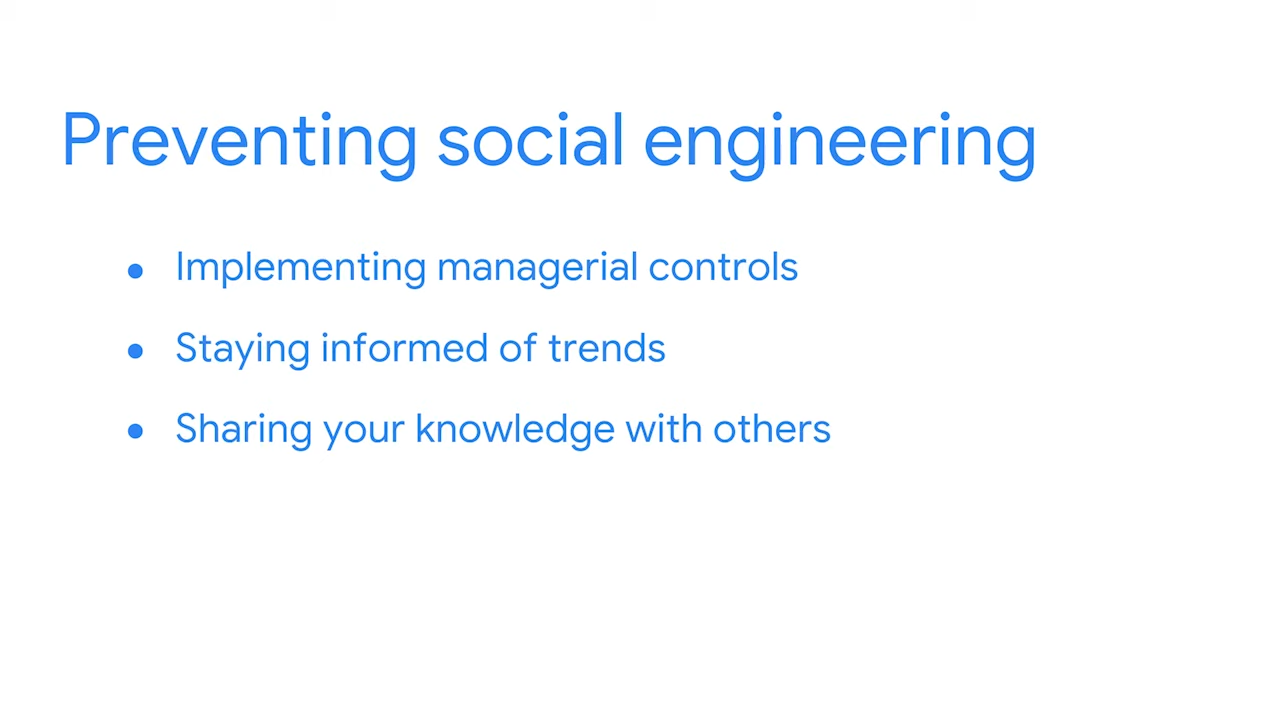 Preventing social engineering
● Implementing managerial controls
● Staying informed of trends
● Sharing your knowledge with others